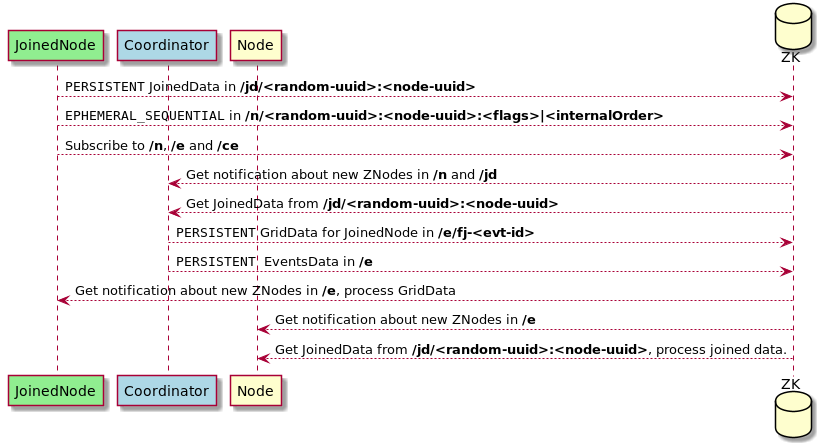 JoinedNode Coordinator Node ZK
PERSISTENT JoinedData in /jd/<random-uuid>:<node-uuid>
EPHEMERAL_SEQUENTIAL in /n/<random-uuid>:<node-uuid>:<flags>|<internalOrder>
Subscribe to /n, /e and /ce
Get notification about new ZNodes in /n and /jd
Get JoinedData from /jd/<random-uuid>:<node-uuid>
PERSISTENT GridData for JoinedNode in /e/fj-<evt-id>
PERSISTENT EventsData in /e
Get notification about new ZNodes in /e, process GridData
Get notification about new ZNodes in /e
Get JoinedData from /jd/<random-uuid>:<node-uuid>, process joined data.
JoinedNode Coordinator Node ZK